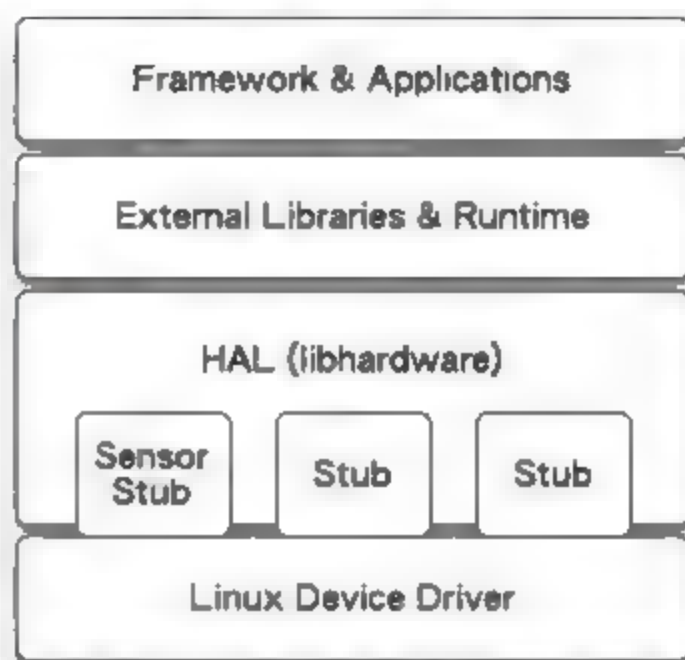 Framework & Applications
External Libraries & Runtime
HAL (libhardware)
Sensor
Stub
Stub
Stub
Linux Device Driver